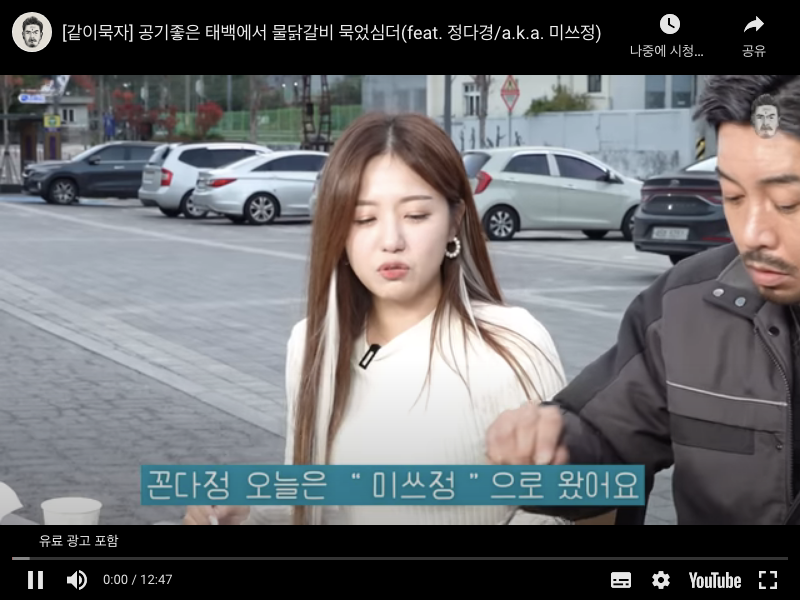 [같이묵자] 공기좋은 태백에서 물닭갈비 묵었심더(feat. 정다경/a.k.a. 미쓰정)
나중에 시청...
공유
꼰다정 오늘은 “ 미쓰정 ” 으로 왔어요
유료 광고 포함
0:00 / 12:47
YouTube